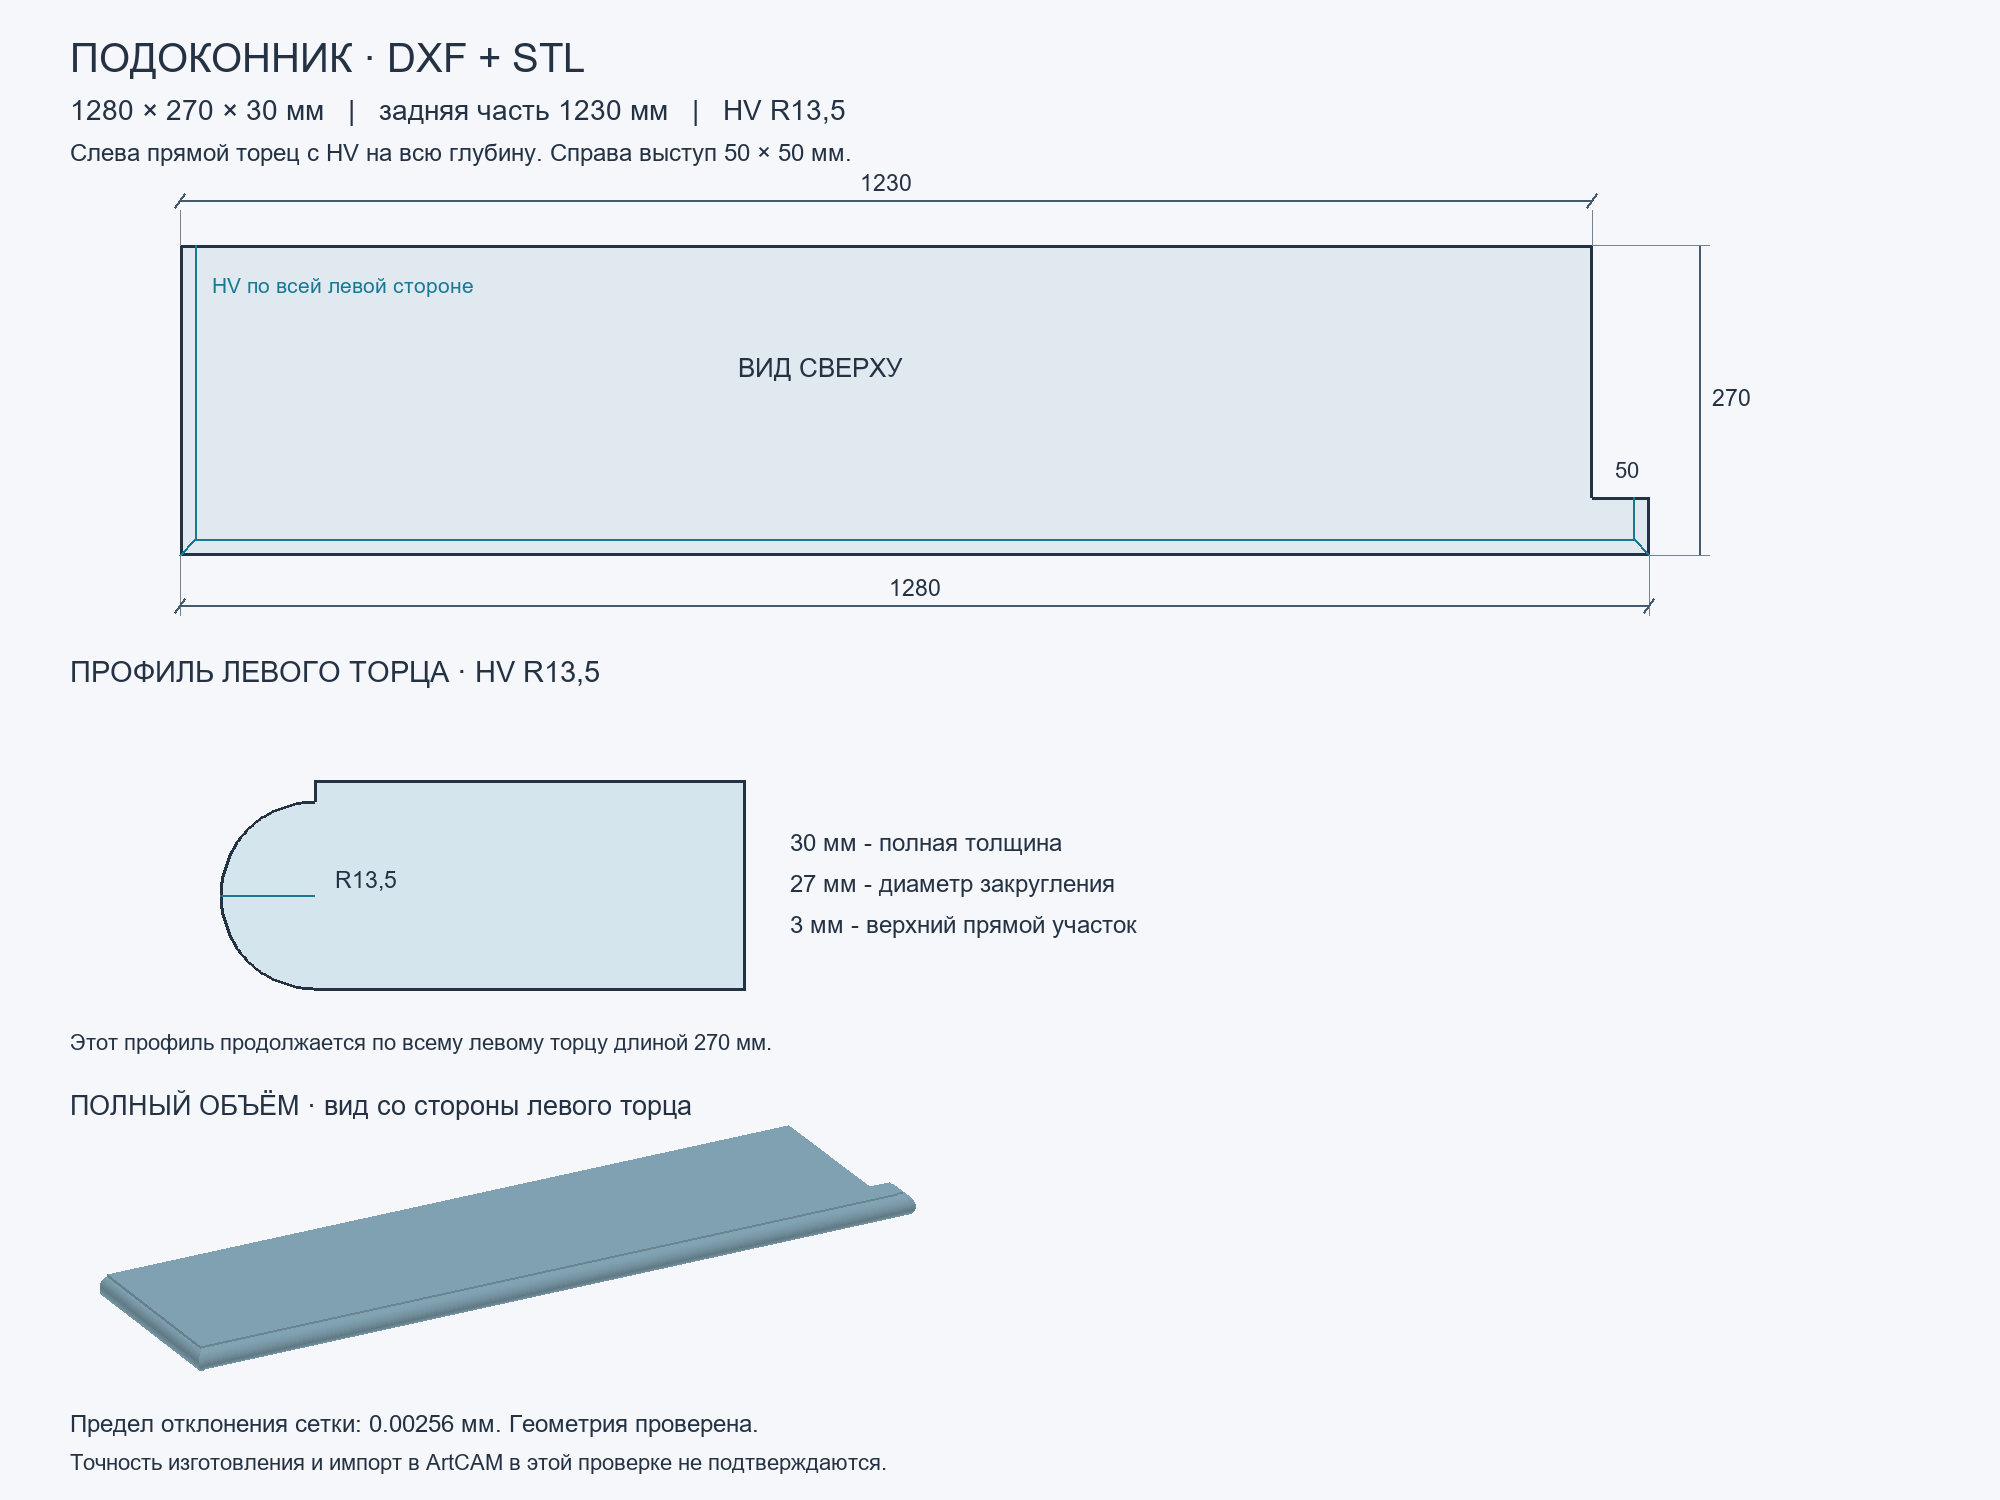 ПОДОКОННИК · DXF + STL
1280 × 270 × 30 мм | задняя часть 1230 мм | HV R13,5
Слева прямой торец с HV на всю глубину. Справа выступ 50 × 50 мм.
1230
HV по всей левой стороне
ВИД СВЕРХУ
270
50
1280
ПРОФИЛЬ ЛЕВОГО ТОРЦА · HV R13,5
30 мм - полная толщина
R13,5
27 мм - диаметр закругления
3 мм - верхний прямой участок
Этот профиль продолжается по всему левому торцу длиной 270 мм.
ПОЛНЫЙ ОБЪЁМ · вид со стороны левого торца
Предел отклонения сетки: 0.00256 мм. Геометрия проверена.
Точность изготовления и импорт в ArtCAM в этой проверке не подтверждаются.